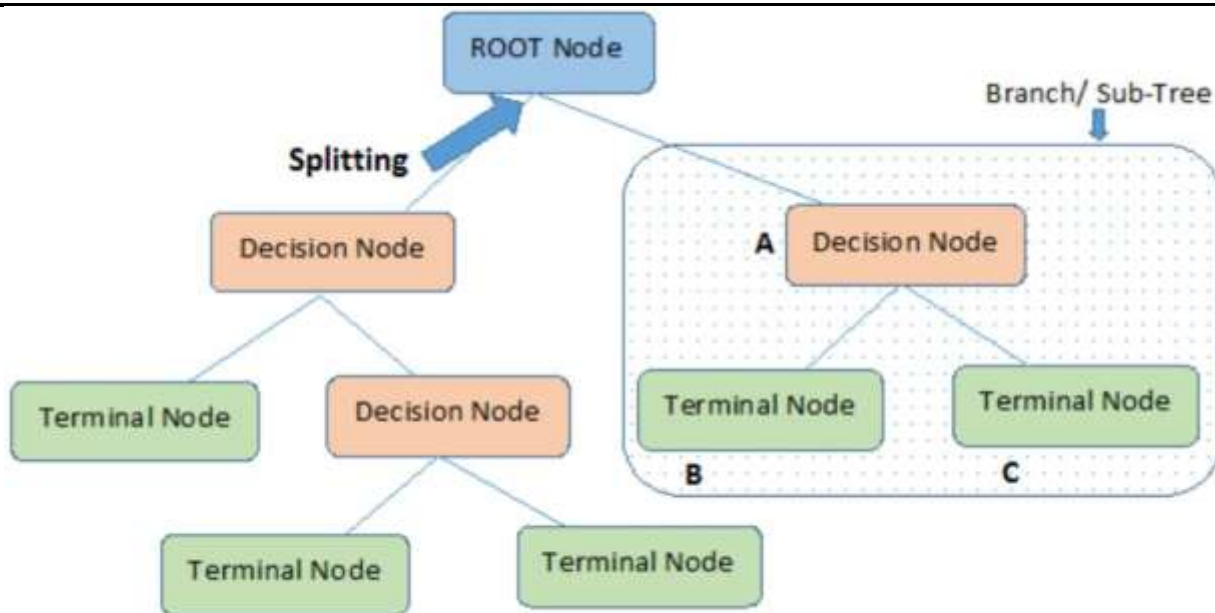 ROOT Node
Branch/ Sub-Tree
Splitting
Decision Node
A Decision Node
Terminal Node
Decision Node
Terminal Node
Terminal Node
B
C
Terminal Node
Terminal Node